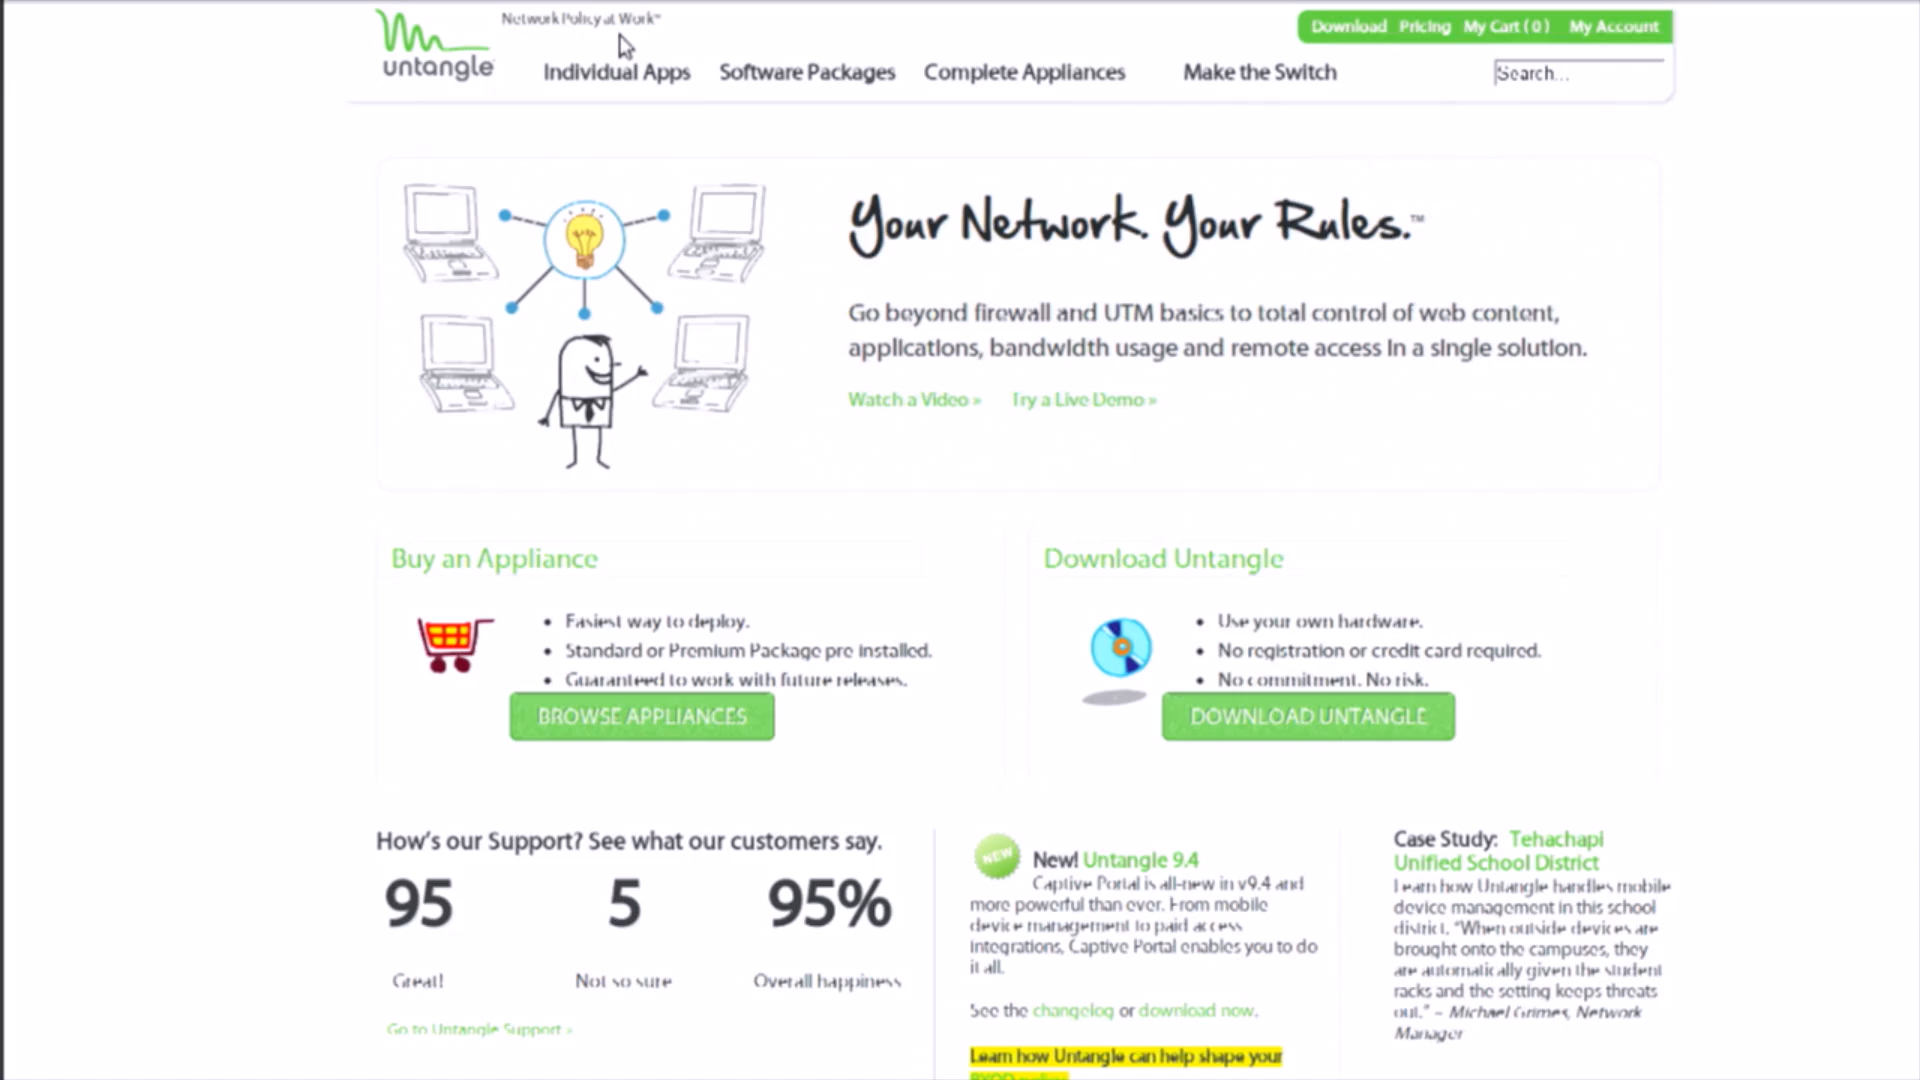 Network Policy at Work™
untangle
Download Pricing My Cart ( 0 ) My Account
Individual Apps Software Packages Complete Appliances Make the Switch
Search...
Your Network. Your Rules.™
Go beyond firewall and UTM basics to total control of web content,
applications, bandwidth usage and remote access in a single solution.
Watch a Video » Try a Live Demo »
Buy an Appliance
• Fastest way to deploy.
• Standard or Premium Package pre installed.
• Guaranteed to work with future releases.
BROWSE APPLIANCES
Download Untangle
• Use your own hardware.
• No registration or credit card required.
• No commitment. No risk.
DOWNLOAD UNTANGLE
How's our Support? See what our customers say.
95 5 95%
Great! Not so sure Overall happiness
Go to Untangle Support »
NEW
New! Untangle 9.4
Captive Portal is all-new in v9.4 and
more powerful than ever. From mobile
device management to paid access
integrations, Captive Portal enables you to do
it all.
See the changelog or download now.
Learn how Untangle can help shape your
BYOD policy
Case Study: Tehachapi
Unified School District
Learn how Untangle handles mobile
device management in this school
district. "When outside devices are
brought onto the campuses, they
are automatically given the student
racks and the setting keeps threats
out." – Michael Grimes, Network
Manager